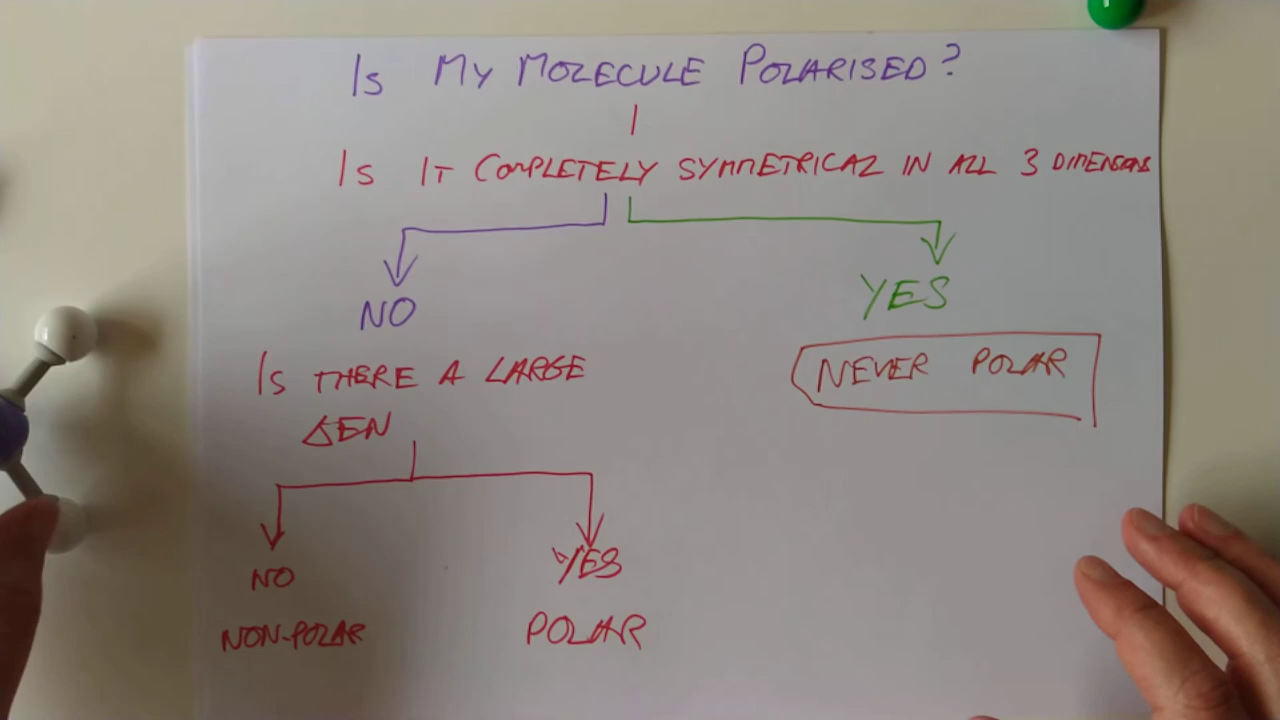 IS MY MOLECULE POLARISED?
IS IT COMPLETELY SYMMETRICAL IN ALL 3 DIMENSIONS
NO
YES
IS THERE A LARGE
ΔEN
NEVER POLAR
NO
YES
NON-POLAR
POLAR